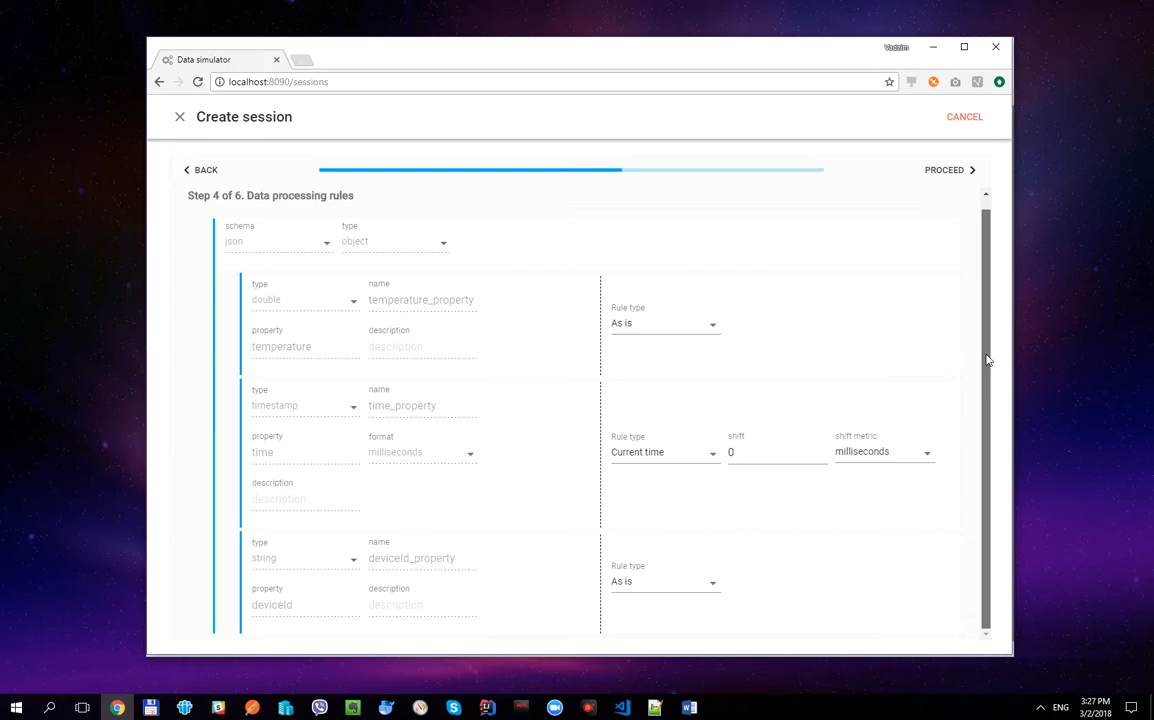 Vadzim
Data simulator
localhost:8090/sessions
Create session
CANCEL
BACK
PROCEED
Step 4 of 6. Data processing rules
schema
type
json
object
type
name
double
temperature_property
Rule type
As is
property
description
temperature
description
type
name
timestamp
time_property
property
format
Rule type
shift
shift metric
time
milliseconds
Current time
0
milliseconds
description
description
type
name
string
deviceId_property
Rule type
As is
property
description
deviceId
description
ENG
3:27 PM
3/2/2018